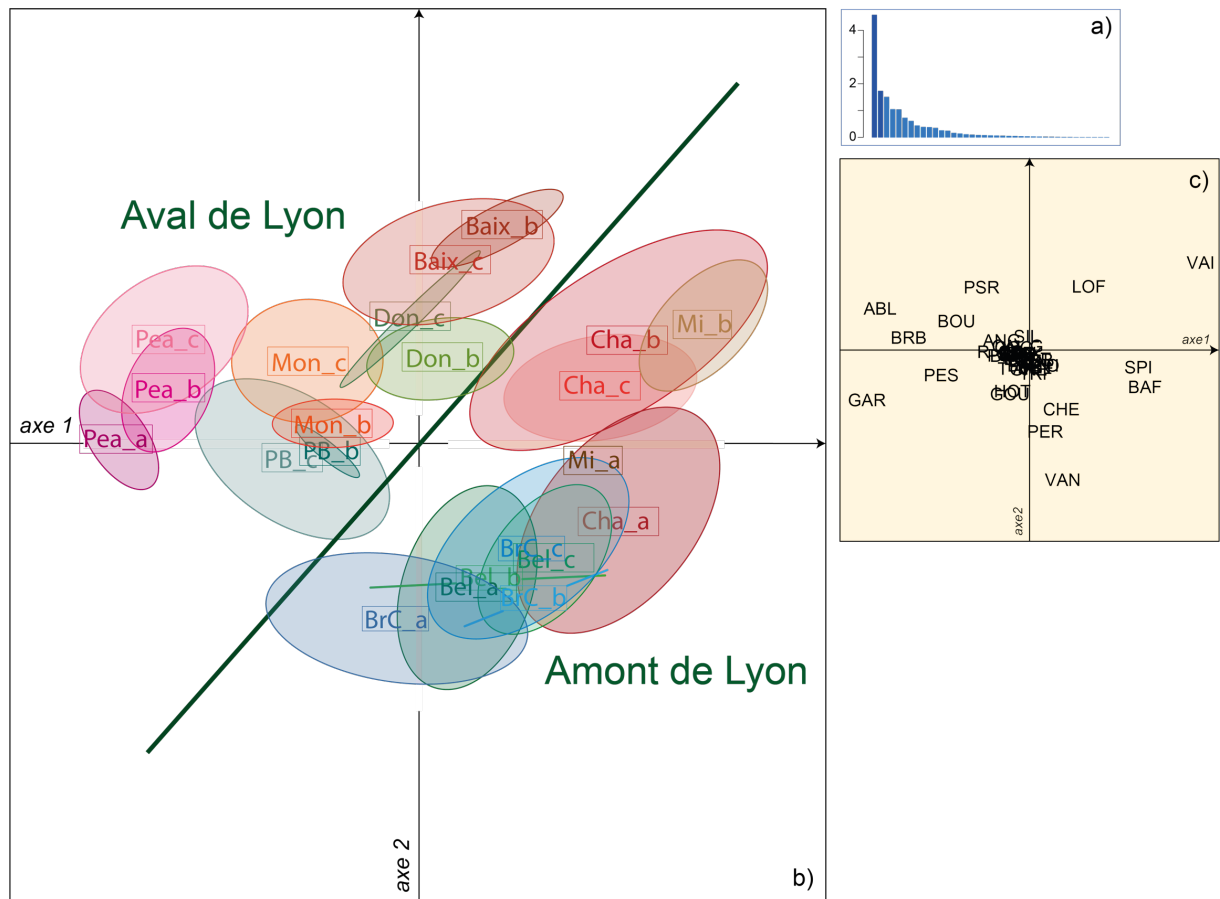 Aval de Lyon
Baix_b
Baix_c
Don_c
Don_b
Pea_c
Pea_b
Pea_a
Mon_c
Mon_b
PB_b
PB_c
Cha_b
Mi_b
Cha_c
Mi_a
Cha_a
BrC_c
Bel_c
Bel_b
Bel_a
BrC_b
BrC_a
Amont de Lyon
axe 1
axe 2
b)
a)
4
2
0
c)
VAI
LOF
PSR
ABL
BOU
BRB
ANG
SIL
axe1
PES
SPI
BAF
GAR
HOT
GOU
CHE
PER
VAN
axe2